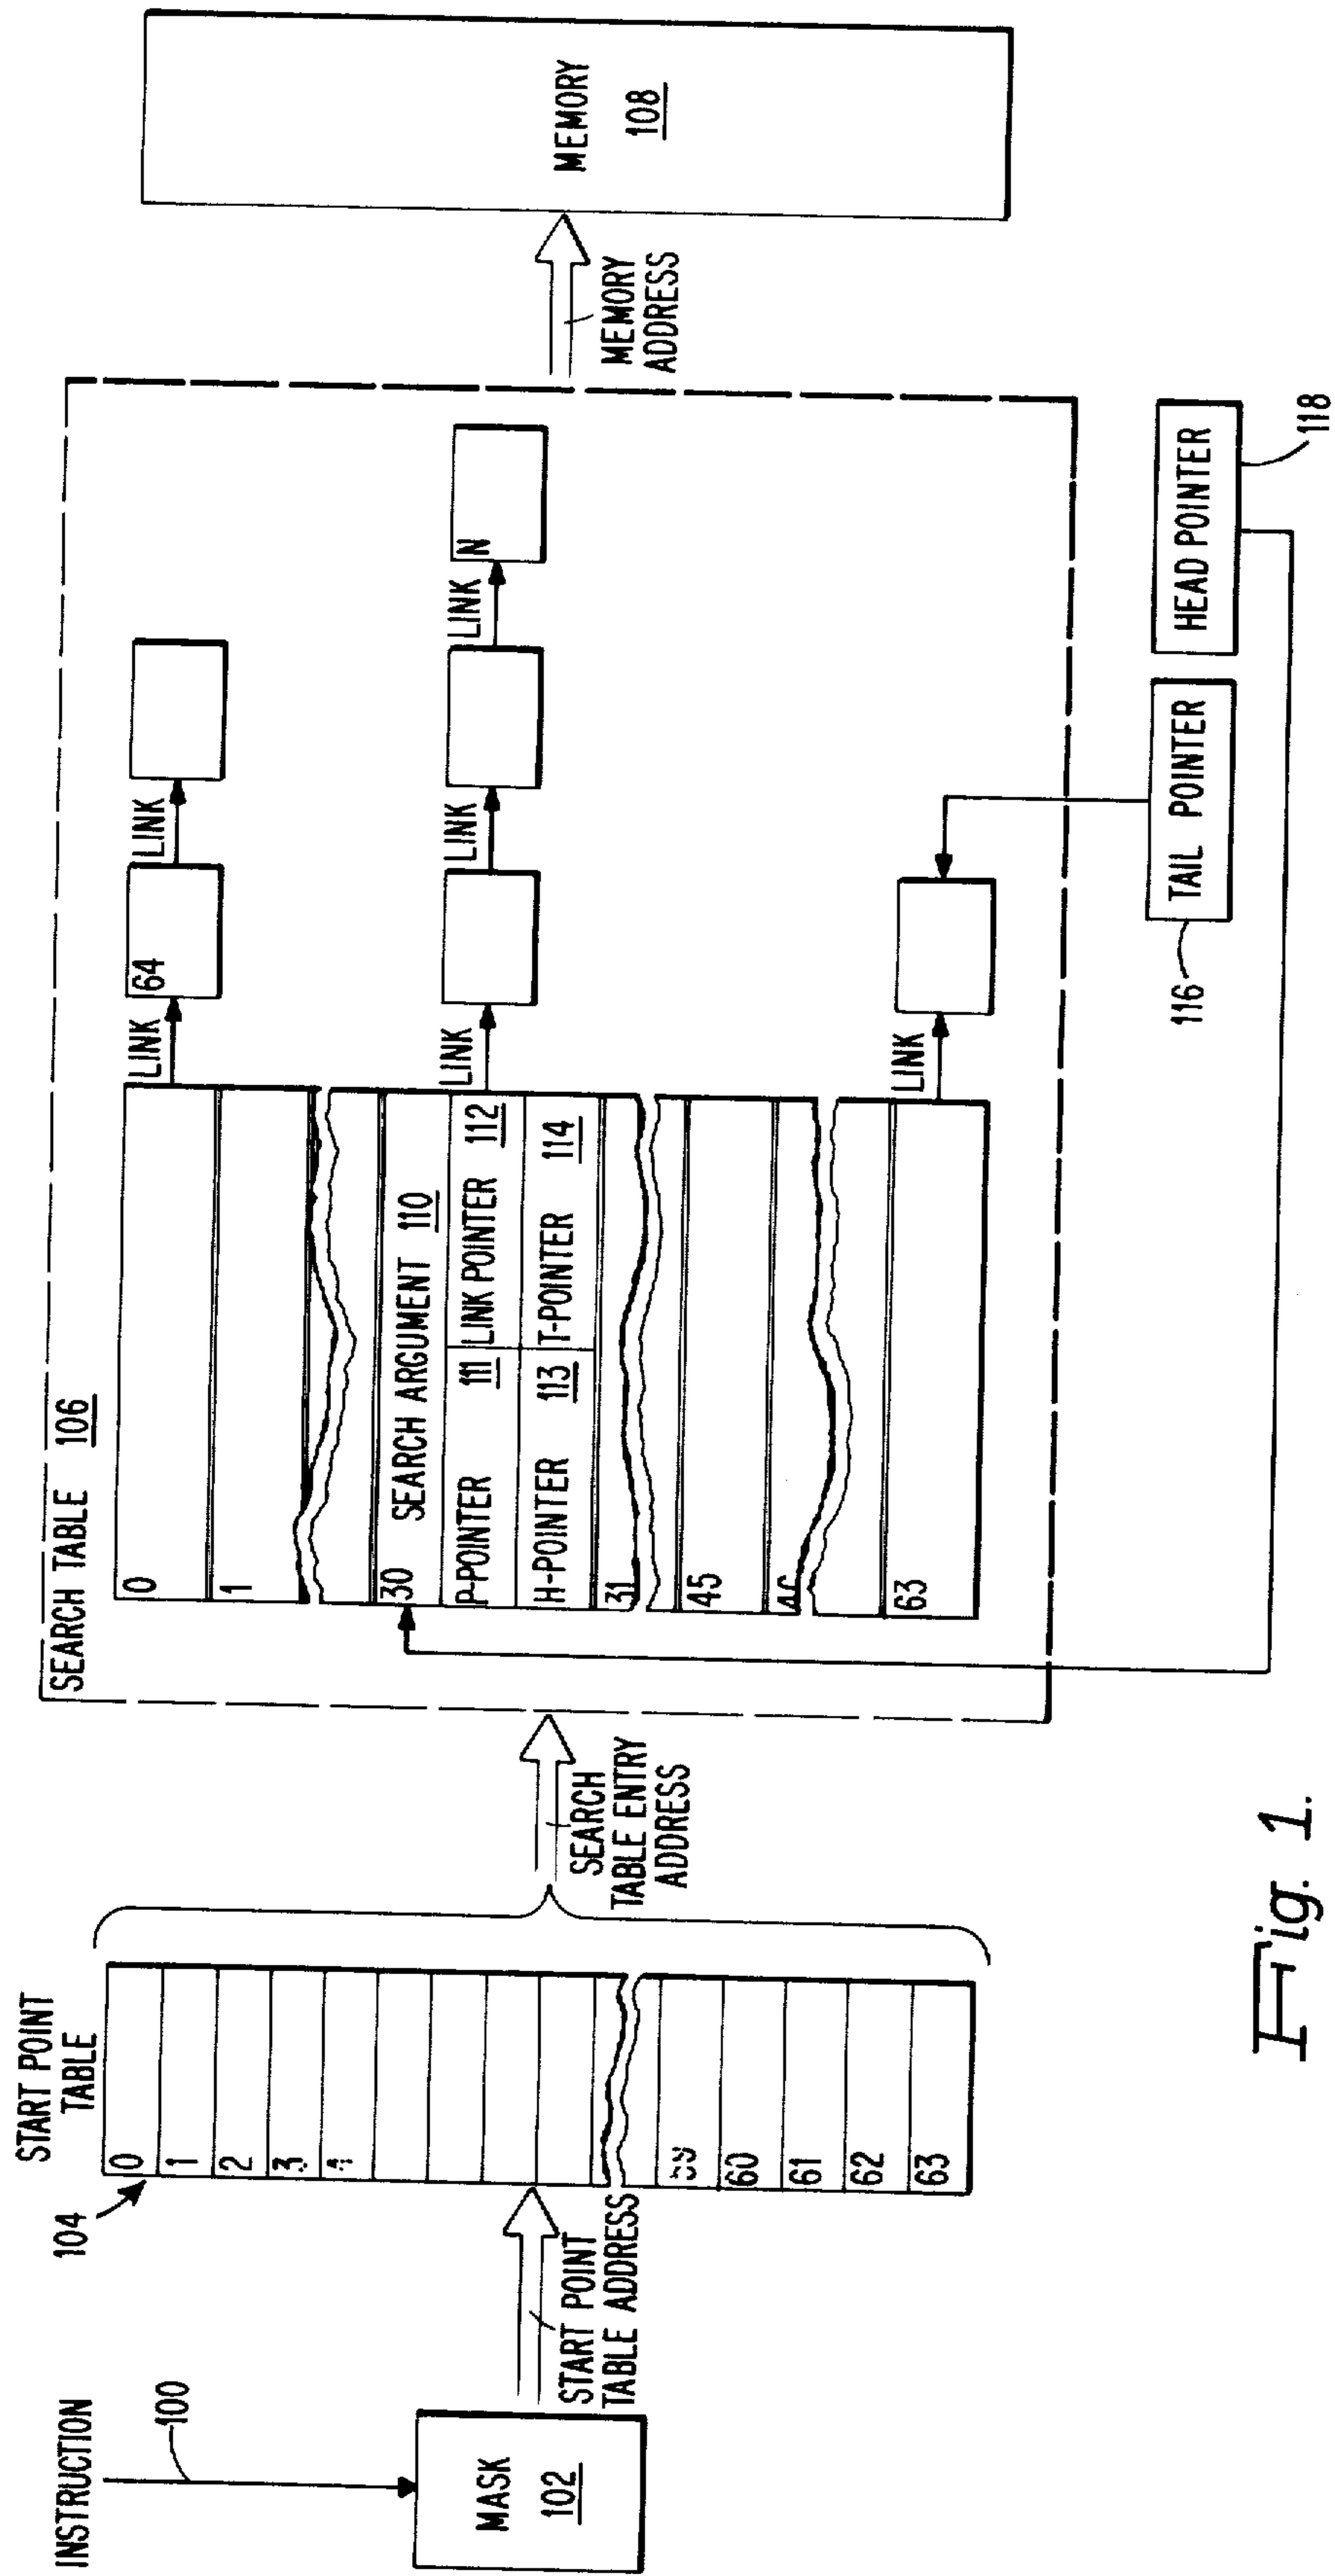 INSTRUCTION
100
MASK
102
START POINT
TABLE ADDRESS
104
START POINT
TABLE
0
1
2
3
4
60
61
62
63
SEARCH
TABLE ENTRY
ADDRESS
SEARCH TABLE 106
0
1
30 SEARCH ARGUMENT 110
P-POINTER 111 LINK POINTER 112
H-POINTER 113 T-POINTER 114
31
45
46
63
LINK
64
LINK
LINK
LINK
LINK
N
LINK
TAIL POINTER
116
HEAD POINTER
118
MEMORY
ADDRESS
MEMORY
108
Fig. 1.